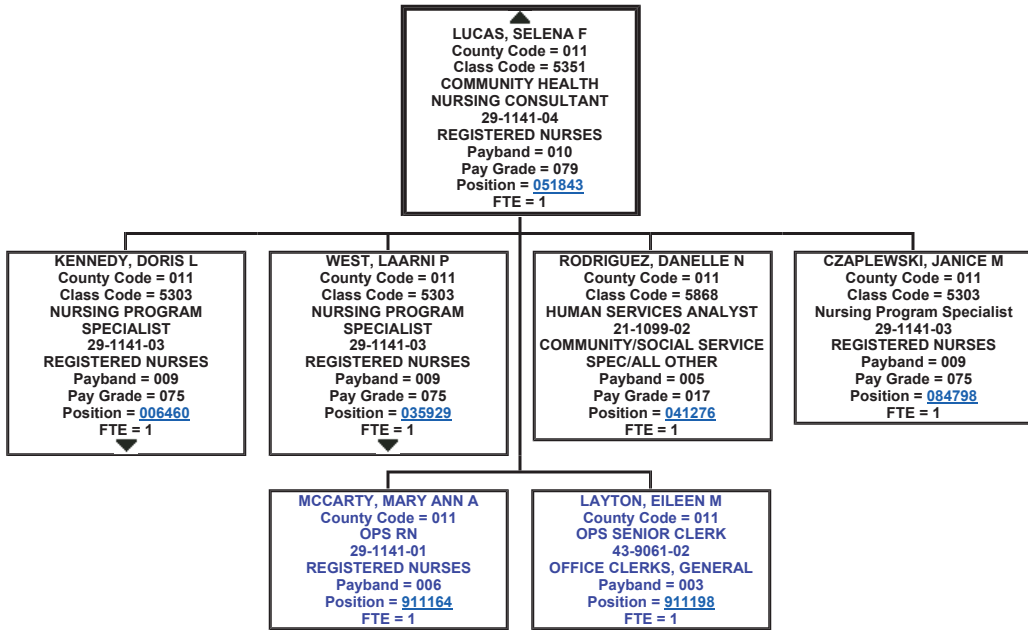 LUCAS, SELENA F
County Code = 011
Class Code = 5351
COMMUNITY HEALTH
NURSING CONSULTANT
29-1141-04
REGISTERED NURSES
Payband = 010
Pay Grade = 079
Position = 051843
FTE = 1
KENNEDY, DORIS L
County Code = 011
Class Code = 5303
NURSING PROGRAM
SPECIALIST
29-1141-03
REGISTERED NURSES
Payband = 009
Pay Grade = 075
Position = 006460
FTE = 1
WEST, LAARNI P
County Code = 011
Class Code = 5303
NURSING PROGRAM
SPECIALIST
29-1141-03
REGISTERED NURSES
Payband = 009
Pay Grade = 075
Position = 035929
FTE = 1
RODRIGUEZ, DANELLE N
County Code = 011
Class Code = 5868
HUMAN SERVICES ANALYST
21-1099-02
COMMUNITY/SOCIAL SERVICE
SPEC/ALL OTHER
Payband = 005
Pay Grade = 017
Position = 041276
FTE = 1
CZAPLEWSKI, JANICE M
County Code = 011
Class Code = 5303
Nursing Program Specialist
29-1141-03
REGISTERED NURSES
Payband = 009
Pay Grade = 075
Position = 084798
FTE = 1
MCCARTY, MARY ANN A
County Code = 011
OPS RN
29-1141-01
REGISTERED NURSES
Payband = 006
Position = 911164
FTE = 1
LAYTON, EILEEN M
County Code = 011
OPS SENIOR CLERK
43-9061-02
OFFICE CLERKS, GENERAL
Payband = 003
Position = 911198
FTE = 1